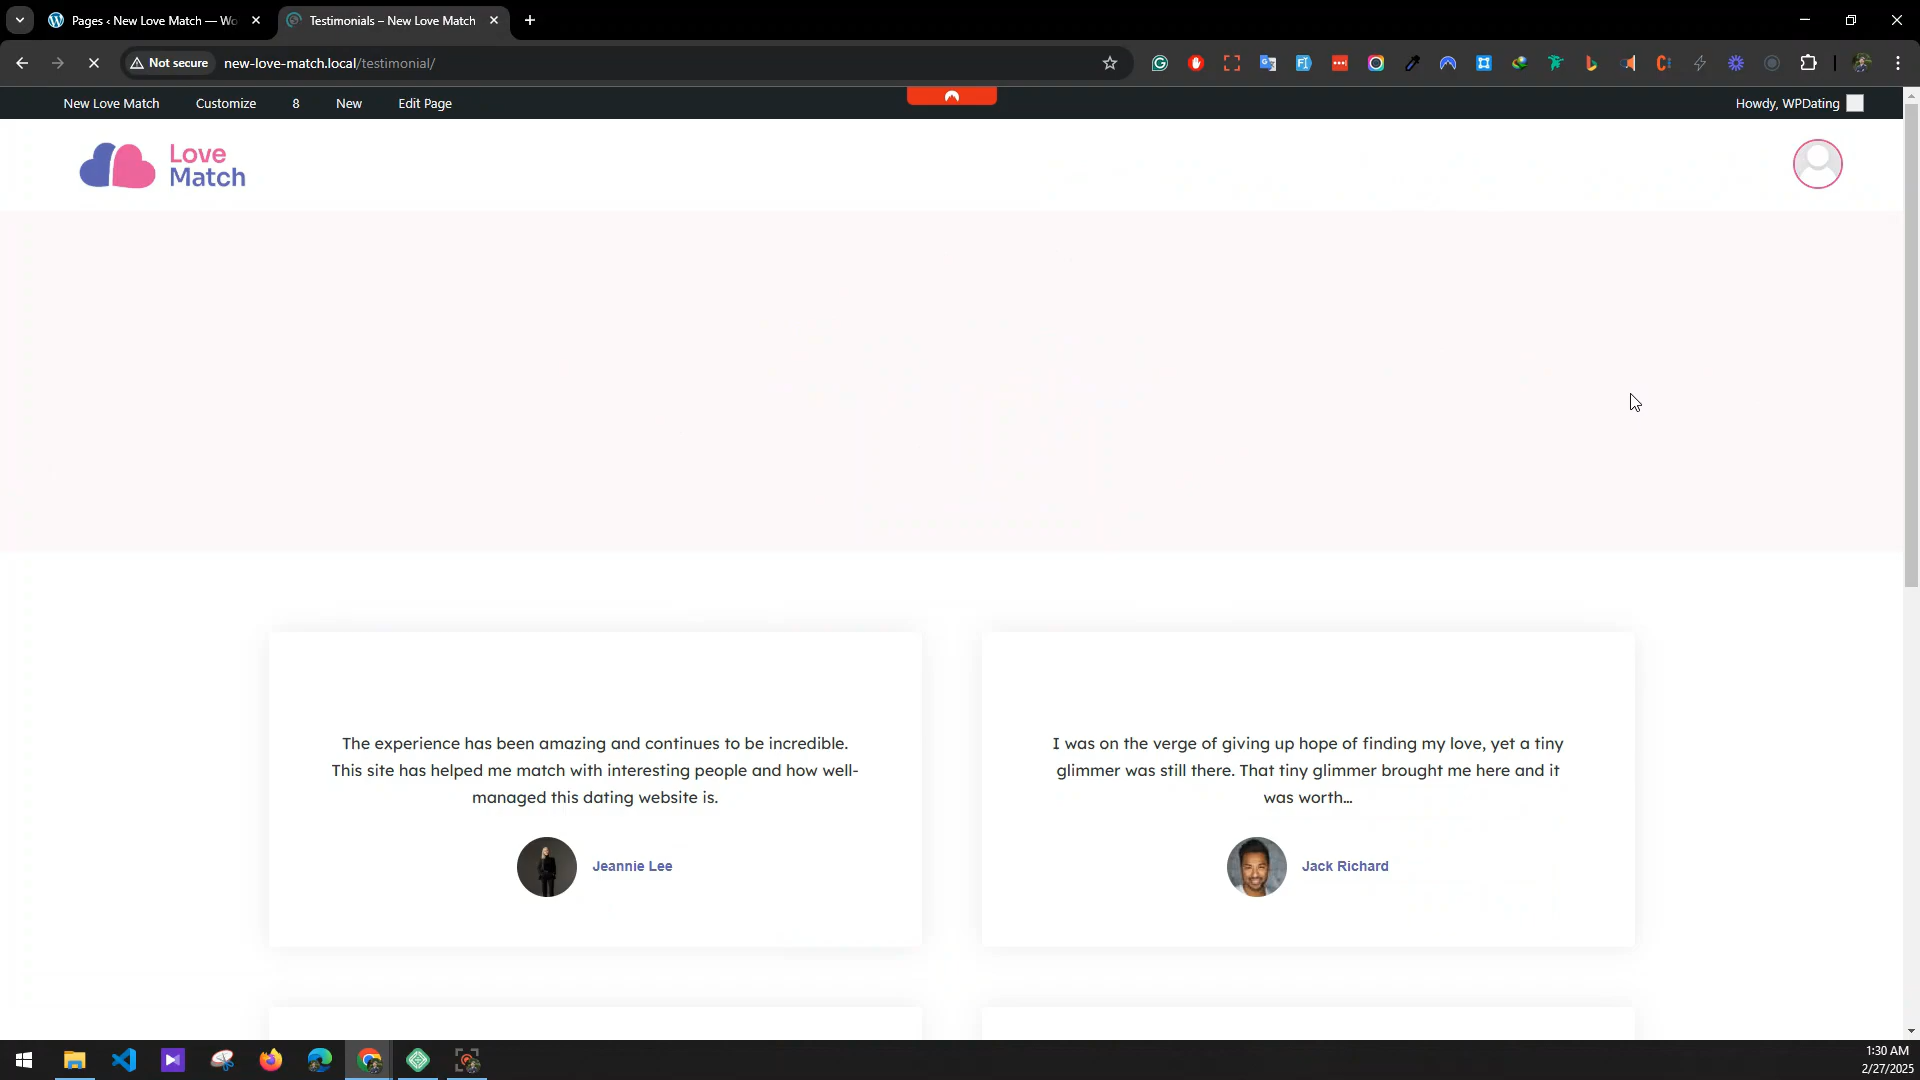 Pages ‹ New Love Match — Wo
Testimonials – New Love Match
Not secure
new-love-match.local/testimonial/
New Love Match
Customize
8
New
Edit Page
Howdy, WPDating
Love
Match
The experience has been amazing and continues to be incredible.
This site has helped me match with interesting people and how well-
managed this dating website is.
Jeannie Lee
I was on the verge of giving up hope of finding my love, yet a tiny
glimmer was still there. That tiny glimmer brought me here and it
was worth...
Jack Richard
1:30 AM
2/27/2025